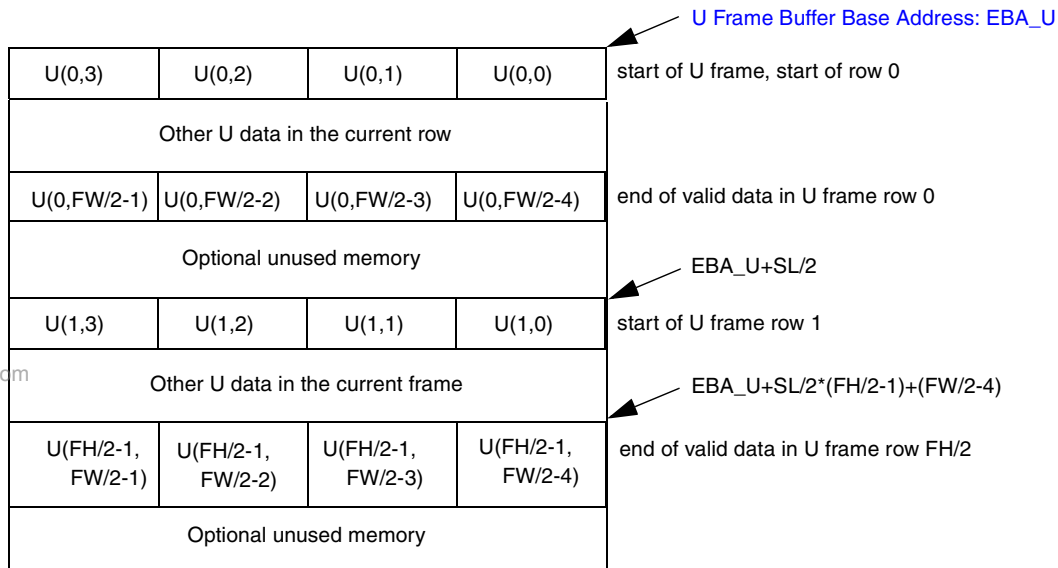 U Frame Buffer Base Address: EBA_U
U(0,3) U(0,2) U(0,1) U(0,0) start of U frame, start of row 0
Other U data in the current row
U(0,FW/2-1) U(0,FW/2-2) U(0,FW/2-3) U(0,FW/2-4) end of valid data in U frame row 0
Optional unused memory
EBA_U+SL/2
U(1,3) U(1,2) U(1,1) U(1,0) start of U frame row 1
om
Other U data in the current frame
EBA_U+SL/2*(FH/2-1)+(FW/2-4)
U(FH/2-1, U(FH/2-1, U(FH/2-1, U(FH/2-1, end of valid data in U frame row FH/2
FW/2-1) FW/2-2) FW/2-3) FW/2-4)
Optional unused memory